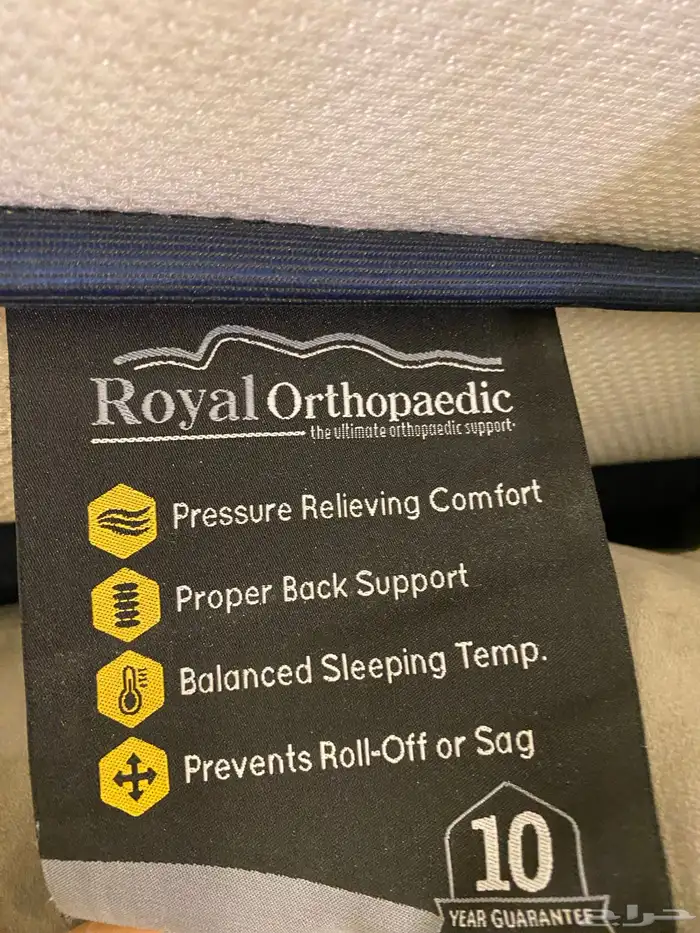 Royal Orthopaedic
the ultimate orthopaedic support
Pressure Relieving Comfort
Proper Back Support
Balanced Sleeping Temp.
Prevents Roll-Off or Sag
10
YEAR GUARANTEE
حراج